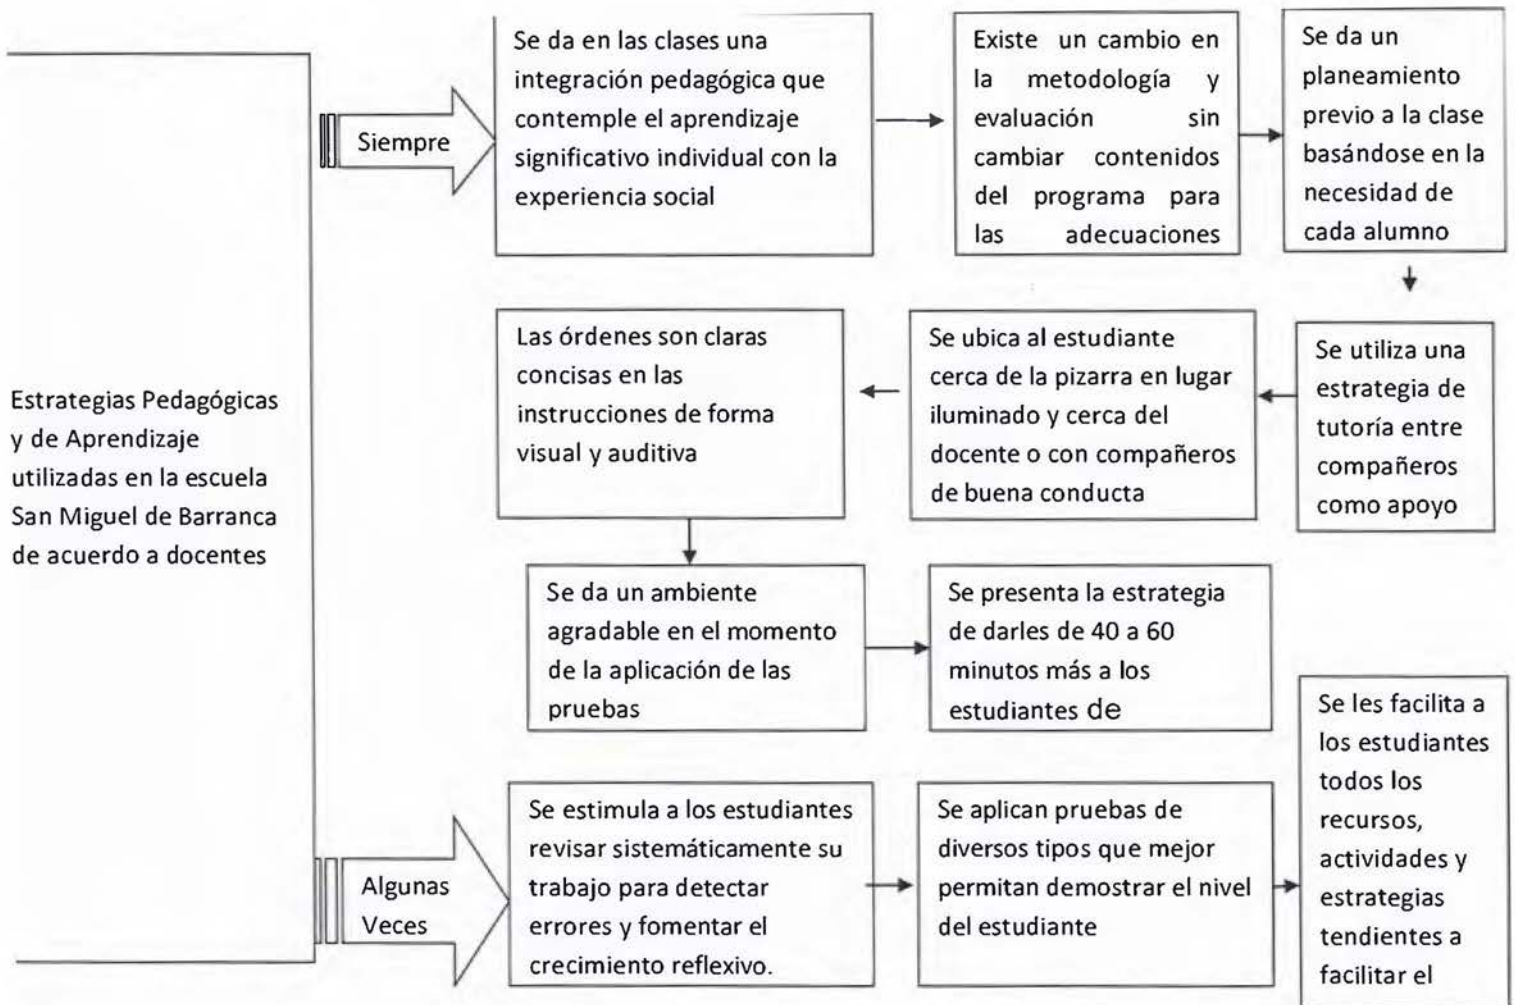 Estrategias Pedagógicas
y de Aprendizaje
utilizadas en la escuela
San Miguel de Barranca
de acuerdo a docentes
Siempre
Se da en las clases una
integración pedagógica que
contemple el aprendizaje
significativo individual con la
experiencia social
Existe un cambio en
la metodología y
evaluación sin
cambiar contenidos
del programa para
las adecuaciones
Se da un
planeamiento
previo a la clase
basándose en la
necesidad de
cada alumno
Se utiliza una
estrategia de
tutoría entre
compañeros
como apoyo
Se ubica al estudiante
cerca de la pizarra en lugar
iluminado y cerca del
docente o con compañeros
de buena conducta
Las órdenes son claras
concisas en las
instrucciones de forma
visual y auditiva
Se da un ambiente
agradable en el momento
de la aplicación de las
pruebas
Se presenta la estrategia
de darles de 40 a 60
minutos más a los
estudiantes de
Algunas
Veces
Se estimula a los estudiantes
revisar sistemáticamente su
trabajo para detectar
errores y fomentar el
crecimiento reflexivo.
Se aplican pruebas de
diversos tipos que mejor
permitan demostrar el nivel
del estudiante
Se les facilita a
los estudiantes
todos los
recursos,
actividades y
estrategias
tendientes a
facilitar el